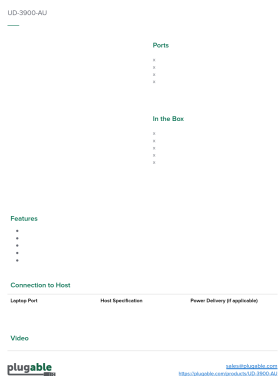 UD-3900-AU
Ports
In the Box
Features
Connection to Host
Laptop Port Host Specification Power Delivery (if applicable)
Video
plugable
sales@plugable.com
https://plugable.com/products/UD-3900-AU